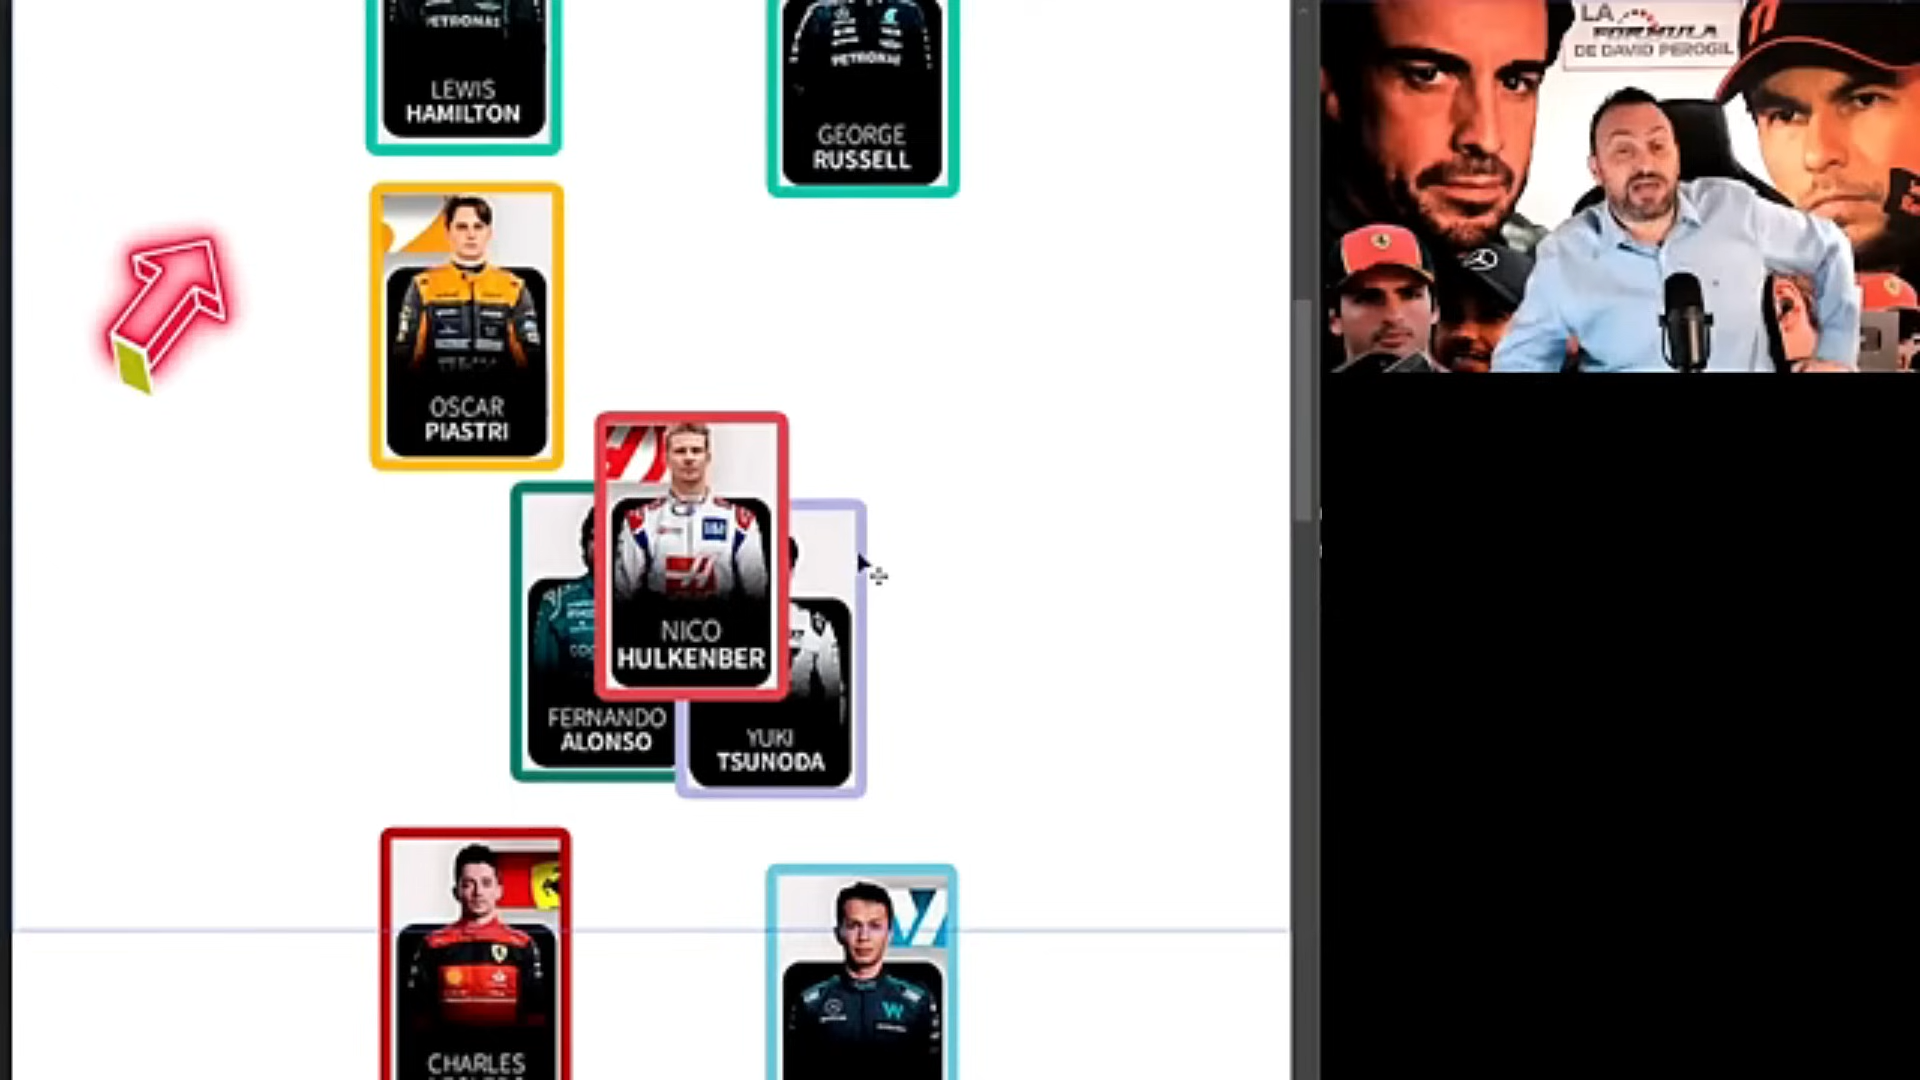 PETRONAS
LEWIS
HAMILTON
PETRONAS
GEORGE
RUSSELL
LA
FORMULA
DE DAVID PEROGIL
OSCAR
PIASTRI
NICO
HULKENBER
FERNANDO
ALONSO
YUKI
TSUNODA
CHARLES
W